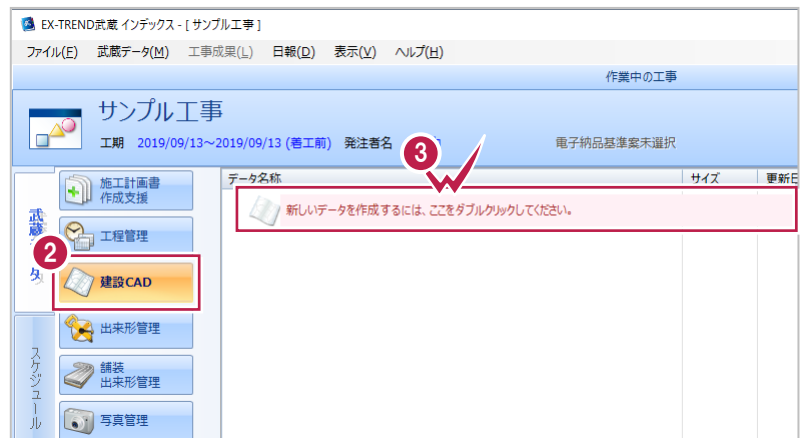 EX-TREND武蔵 インデックス - [ サンプル工事 ]
ファイル(F) 武蔵データ(M) 工事成果(L) 日報(D) 表示(V) ヘルプ(H)
作業中の工事
サンプル工事
工期 2019/09/13～2019/09/13 (着工前) 発注者名 電子納品基準案未選択
3
データ名称 サイズ 更新日
新しいデータを作成するには、ここをダブルクリックしてください。
施工計画書
作成支援
工程管理
2
建設CAD
出来形管理
舗装
出来形管理
写真管理
武蔵
タ
スケジュール